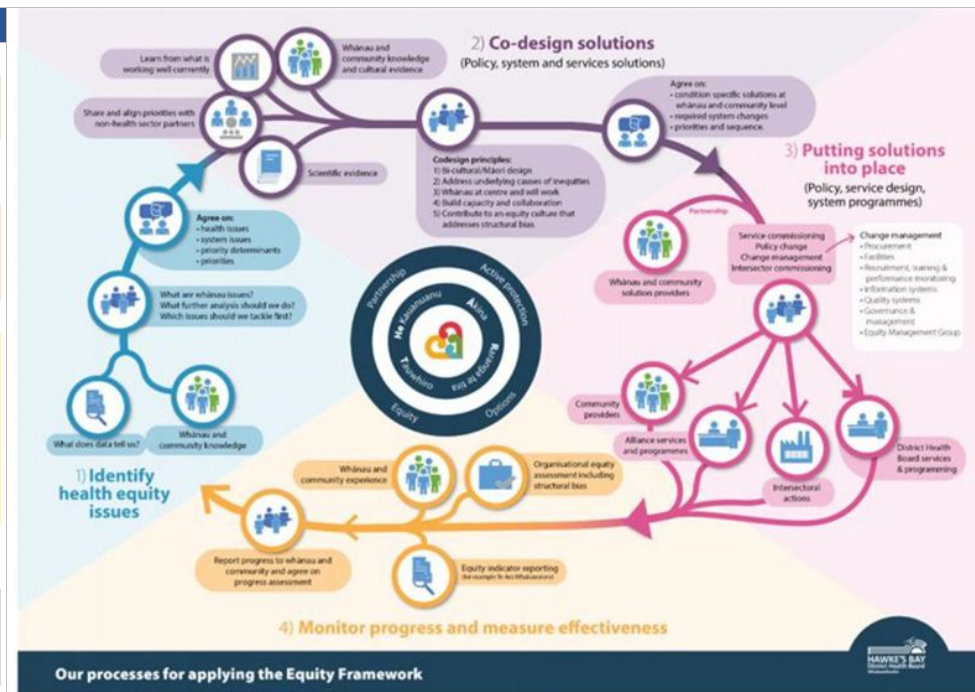 2) Co-design solutions
(Policy, system and services solutions)
Learn from what is
working well currently
Whānau and
community knowledge
and cultural evidence
Share and align priorities with
non-health sector partners
Scientific evidence
Codesign principles:
1) Bi-cultural/Māori design
2) Address underlying causes of inequities
3) Whānau at centre and will work
4) Build capacity and collaboration
5) Contribute to an equity culture that
addresses structural bias
Agree on:
• condition specific solutions at
whānau and community level
• required system changes
• priorities and sequence.
3) Putting solutions
into place
(Policy, service design,
system programmes)
Partnership
Whānau and community
solution providers
Service commissioning
Policy change
Change management
Intersector commissioning
Change management
• Procurement
• Facilities
• Recruitment, training &
performance monitoring
• Information systems
• Quality systems
• Governance &
management
• Equity Management Group
Community
providers
Alliance services
and programmes
Intersectoral
actions
District Health
Board services
& programming
Agree on:
• health issues
• system issues
• priority determinants
• priorities
What are whānau issues?
What further analysis should we do?
Which issues should we tackle first?
What does data tell us?
Whānau and
community knowledge
1) Identify
health equity
issues
Partnership
Active protection
Equity
Options
He Kauanuanu
Ākina
Raranga te tira
Tauwhiro
Whānau and
community experience
Organisational equity
assessment including
structural bias
Report progress to whānau and
community and agree on
progress assessment
Equity indicator reporting
4) Monitor progress and measure effectiveness
Our processes for applying the Equity Framework
HAWKE'S BAY
District Health Board